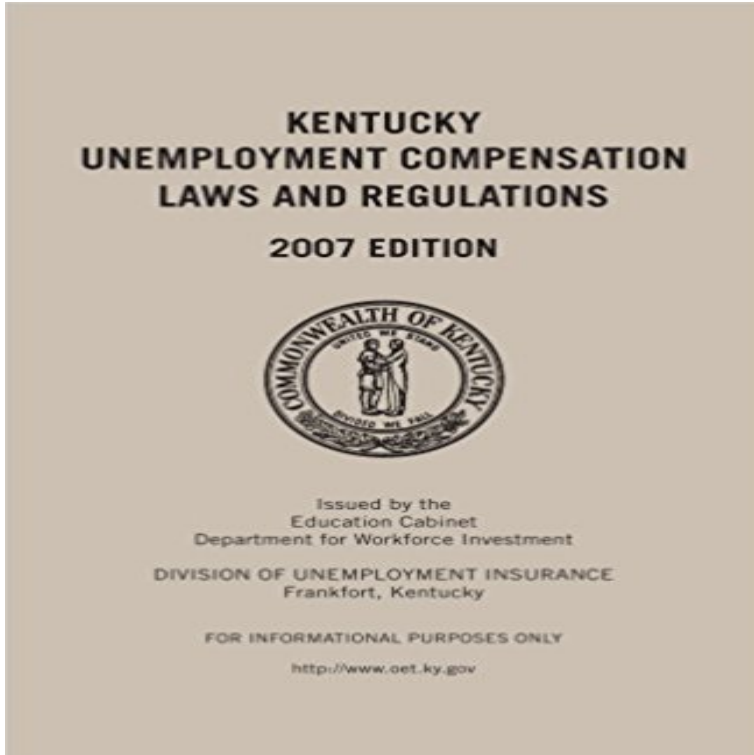 KENTUCKY
UNEMPLOYMENT COMPENSATION
LAWS AND REGULATIONS
2007 EDITION
COMMONWEALTH OF KENTUCKY
UNITED WE STAND
DIVIDED WE FALL
Issued by the
Education Cabinet
Department for Workforce Investment
DIVISION OF UNEMPLOYMENT INSURANCE
Frankfort, Kentucky
FOR INFORMATIONAL PURPOSES ONLY
http://www.oet.ky.gov